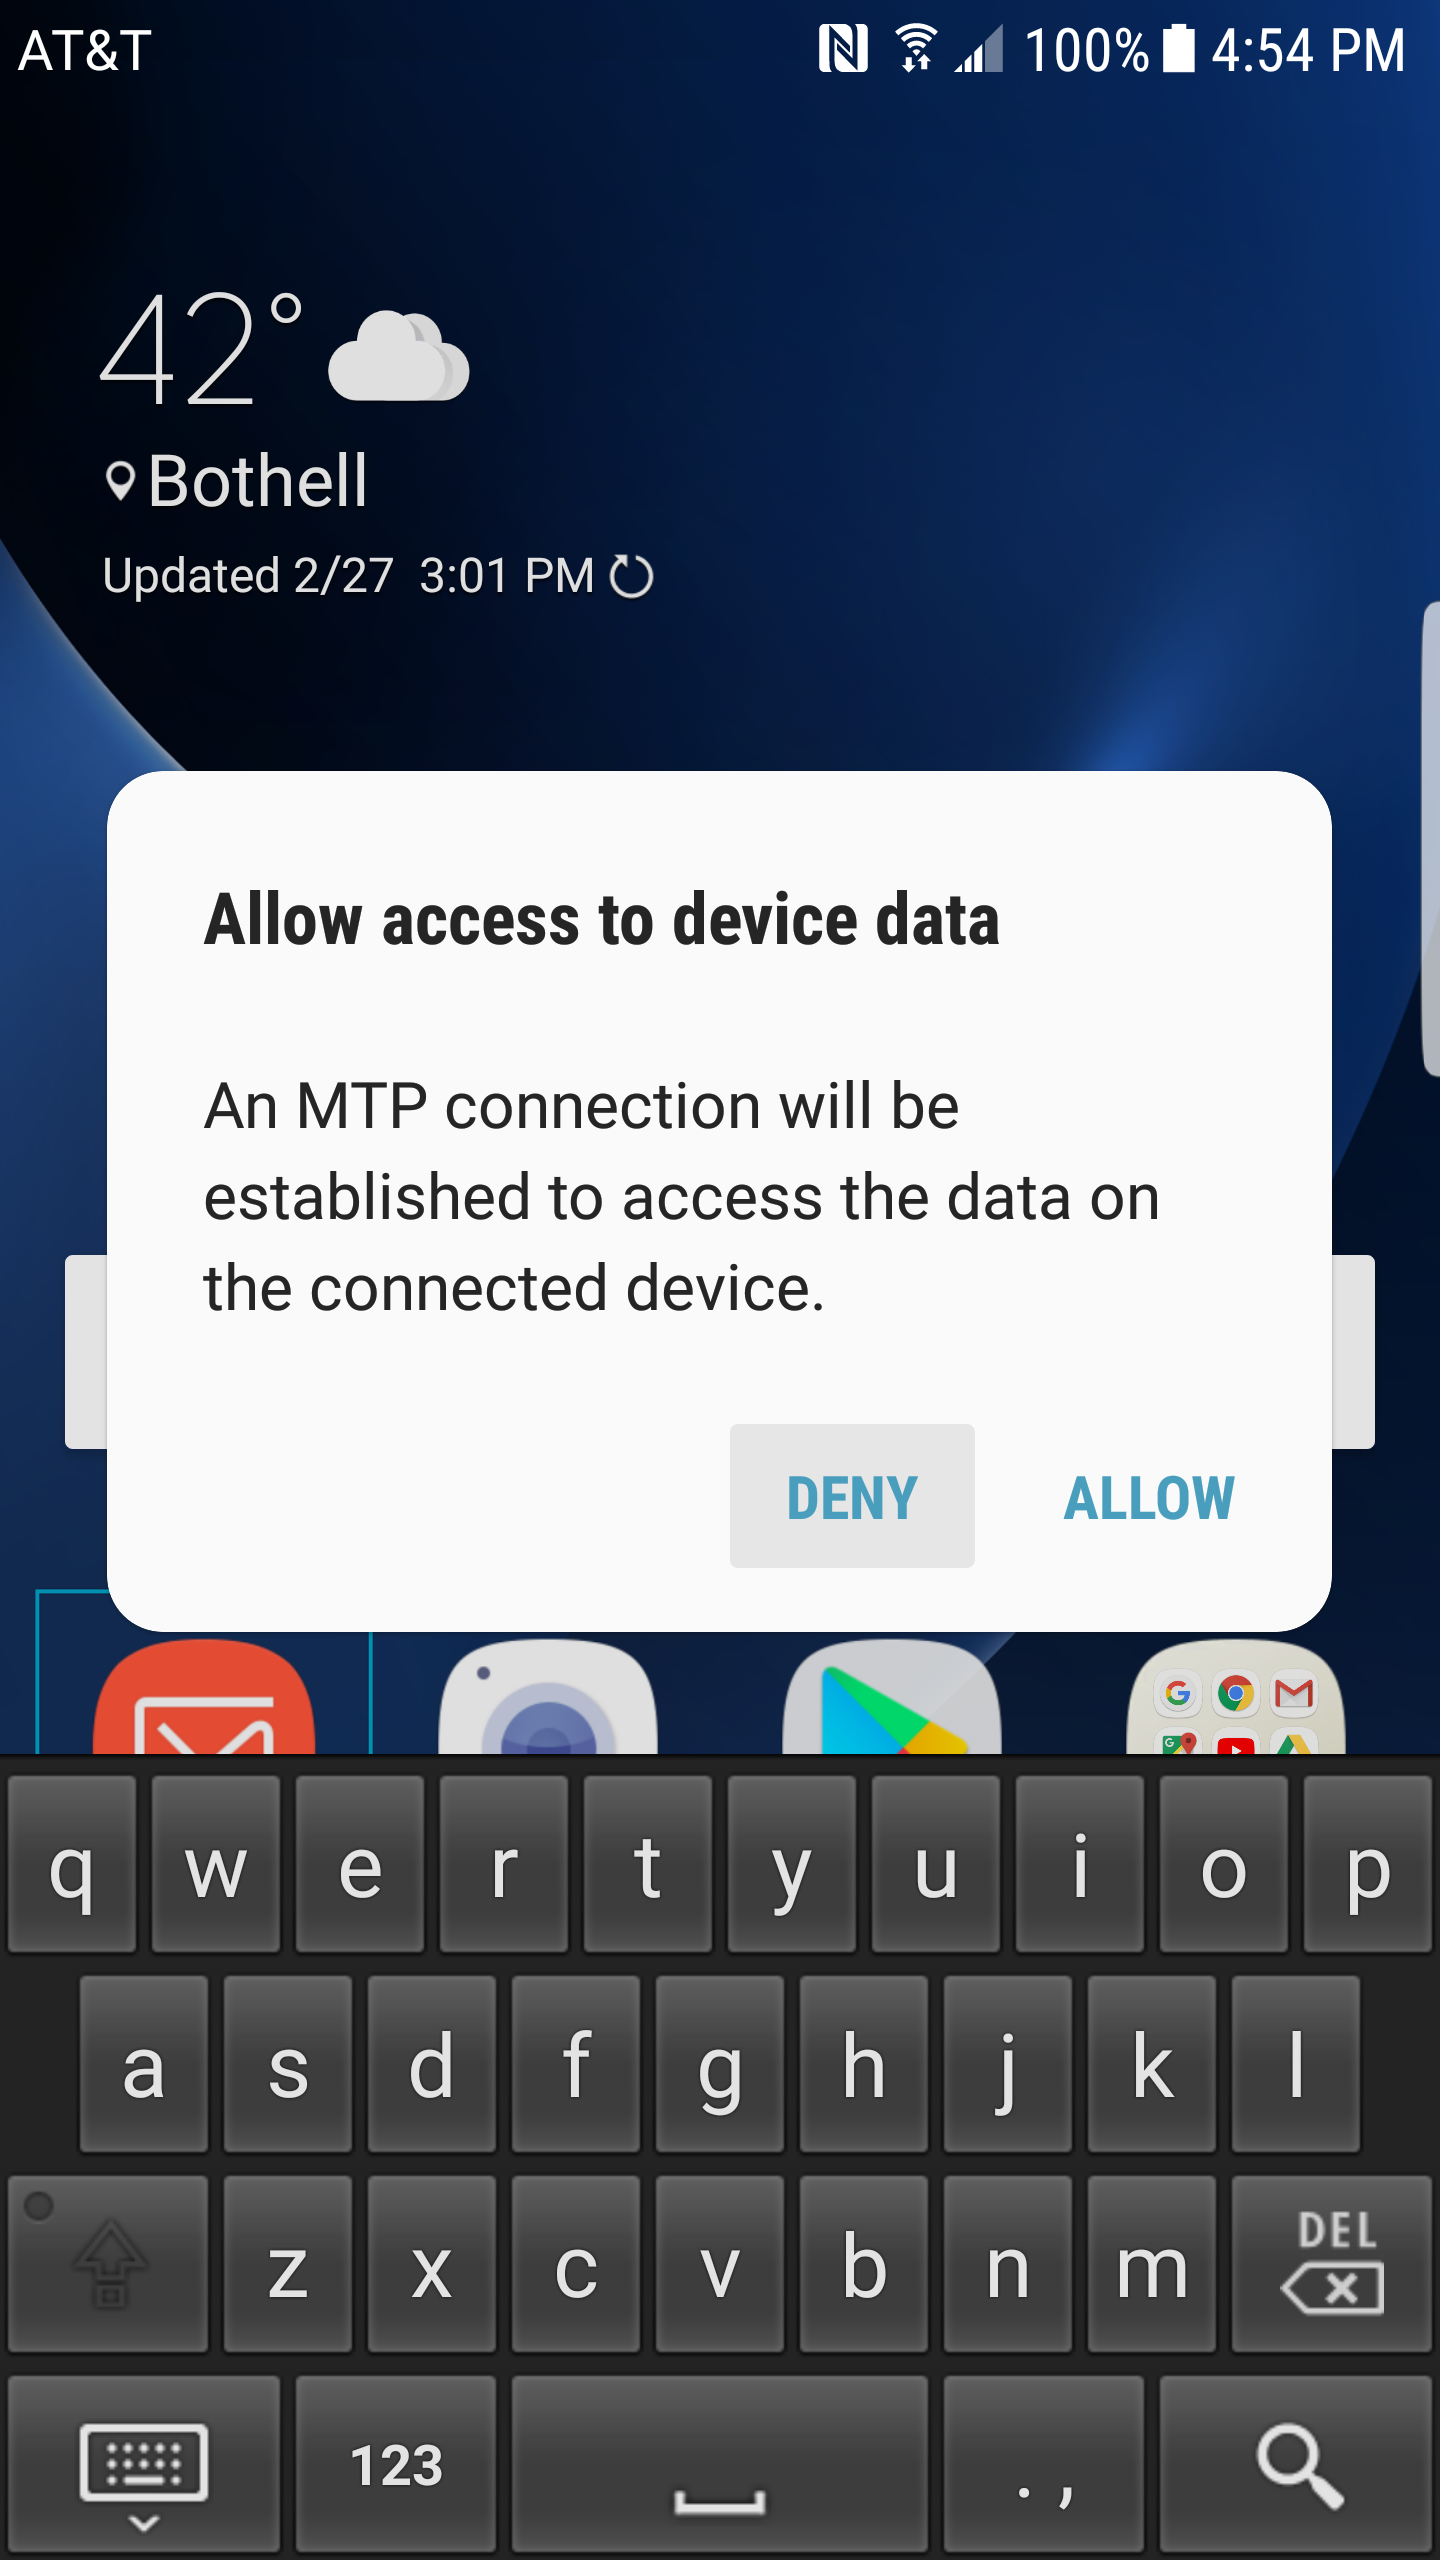 AT&T 100% 4:54 PM
42°
Bothell
Updated 2/27 3:01 PM
Allow access to device data
An MTP connection will be
established to access the data on
the connected device.
DENY ALLOW
q w e r t y u i o p
a s d f g h j k l
z x c v b n m DEL
123 . ,